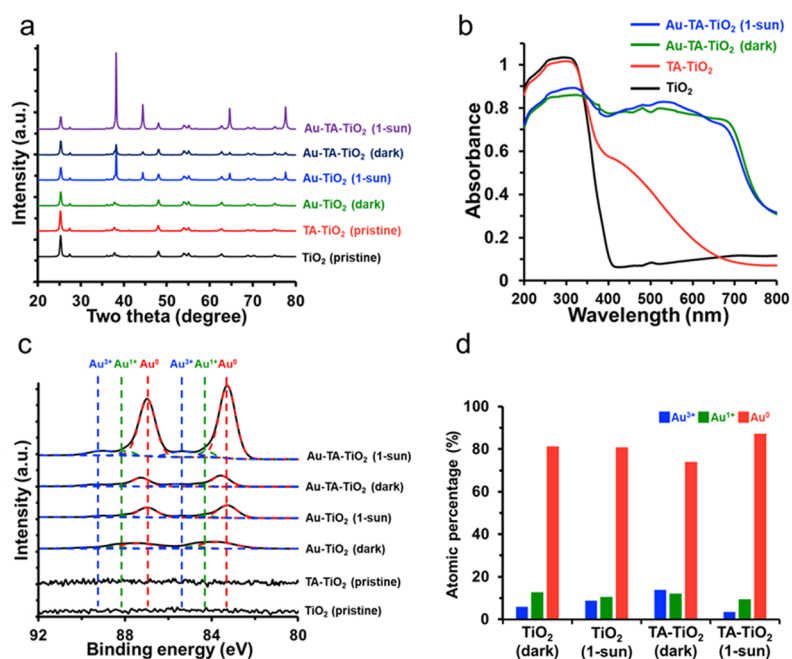 a
Intensity (a.u.)
Au-TA-TiO₂ (1-sun)
Au-TA-TiO₂ (dark)
Au-TiO₂ (1-sun)
Au-TiO₂ (dark)
TA-TiO₂ (pristine)
TiO₂ (pristine)
20 30 40 50 60 70 80
Two theta (degree)
b
Au-TA-TiO₂ (1-sun)
Au-TA-TiO₂ (dark)
TA-TiO₂
TiO₂
Absorbance
1
0.8
0.6
0.4
0.2
0
200 300 400 500 600 700 800
Wavelength (nm)
c
Au³⁺ Au¹⁺ Au⁰ Au³⁺ Au¹⁺ Au⁰
Intensity (a.u.)
Au-TA-TiO₂ (1-sun)
Au-TA-TiO₂ (dark)
Au-TiO₂ (1-sun)
Au-TiO₂ (dark)
TA-TiO₂ (pristine)
TiO₂ (pristine)
92 88 84 80
Binding energy (eV)
d
Au³⁺ Au¹⁺ Au⁰
Atomic percentage (%)
100
80
60
40
20
0
TiO₂ TiO₂ TA-TiO₂ TA-TiO₂
(dark) (1-sun) (dark) (1-sun)